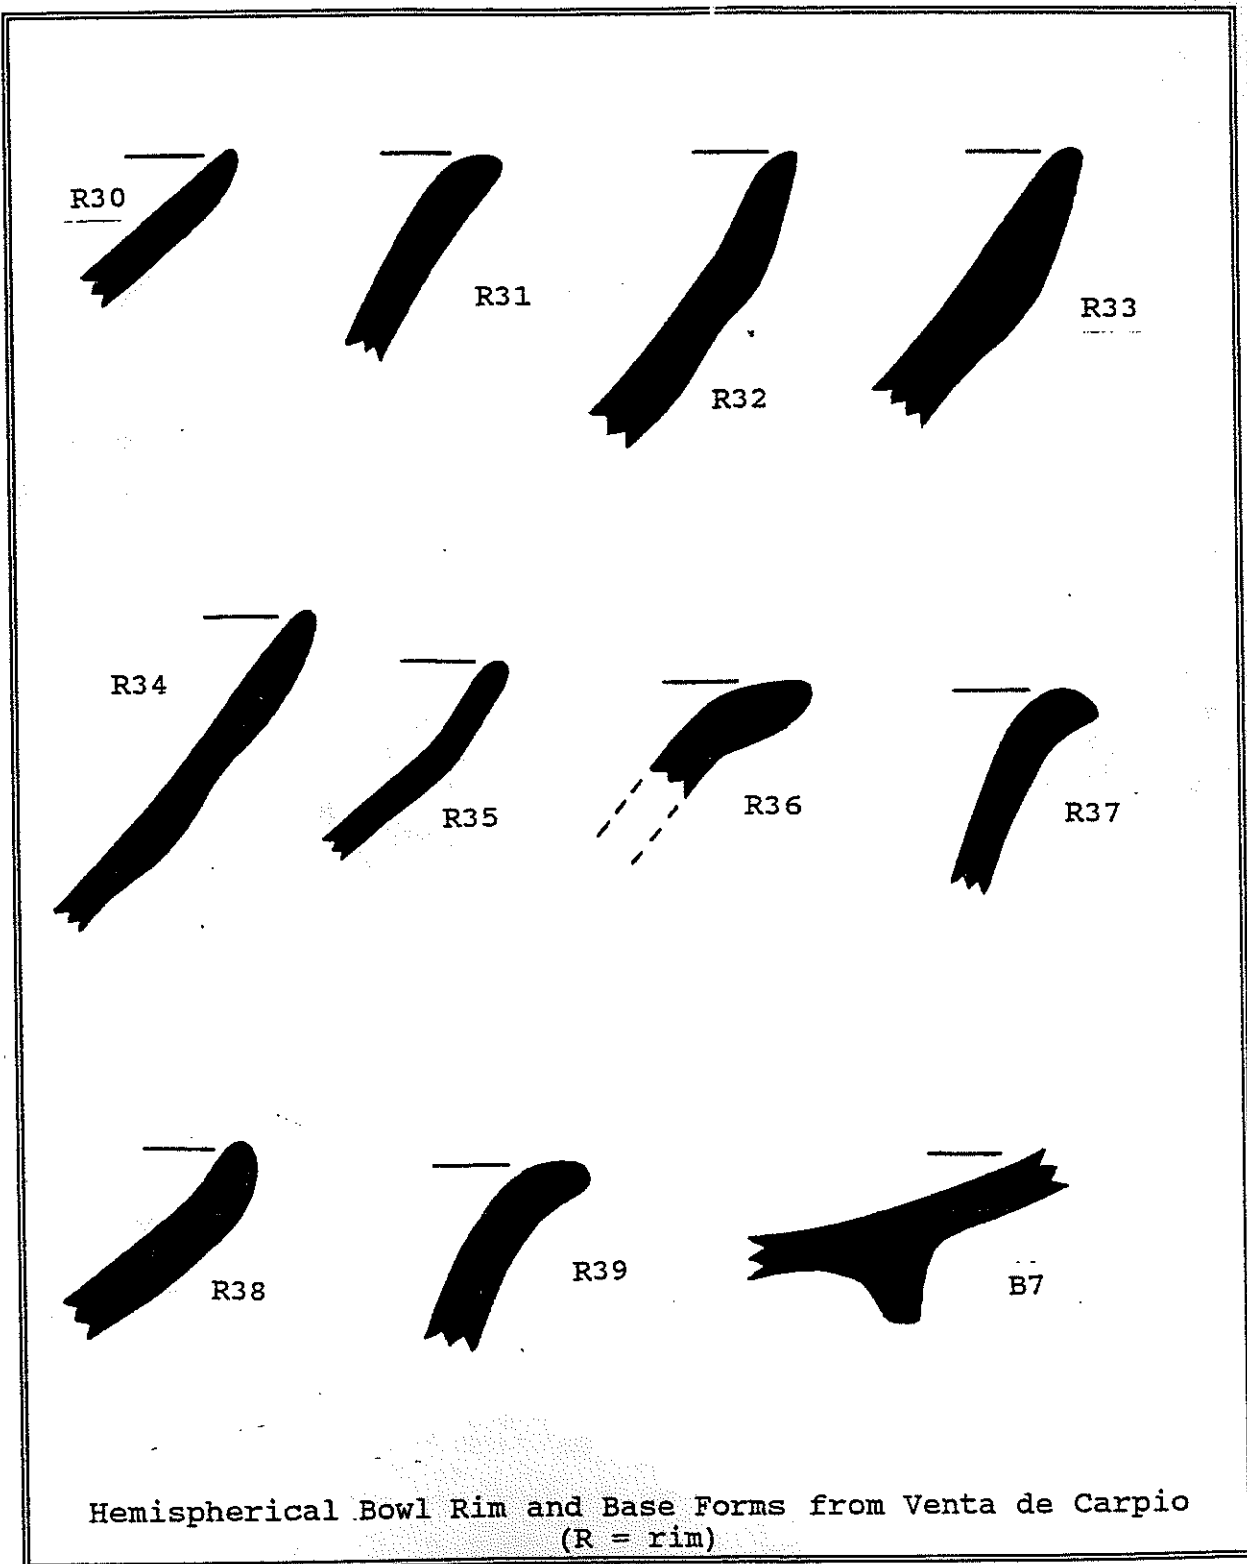 R30
R31
R32
R33
R34
R35
R36
R37
R38
R39
B7
Hemispherical Bowl Rim and Base Forms from Venta de Carpio
(R = rim)